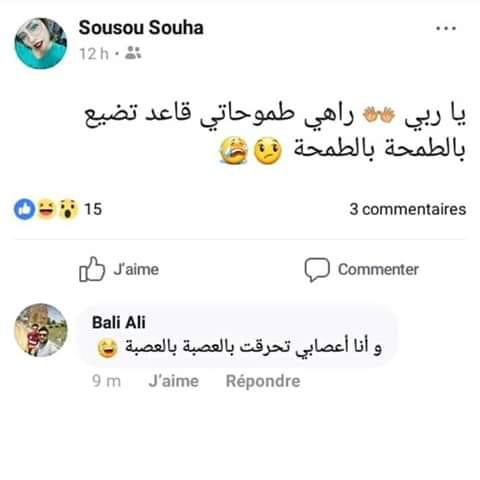 Sousou Souha
12 h
يا ربي 👐👐 راهي طموحاتي قاعد تضيع
بالطمحة بالطمحة 😞😭
15
3 commentaires
J'aime
Commenter
Bali Ali
و أنا أعصابي تحرقت بالعصبة بالعصبة 😅
9 m J'aime Répondre